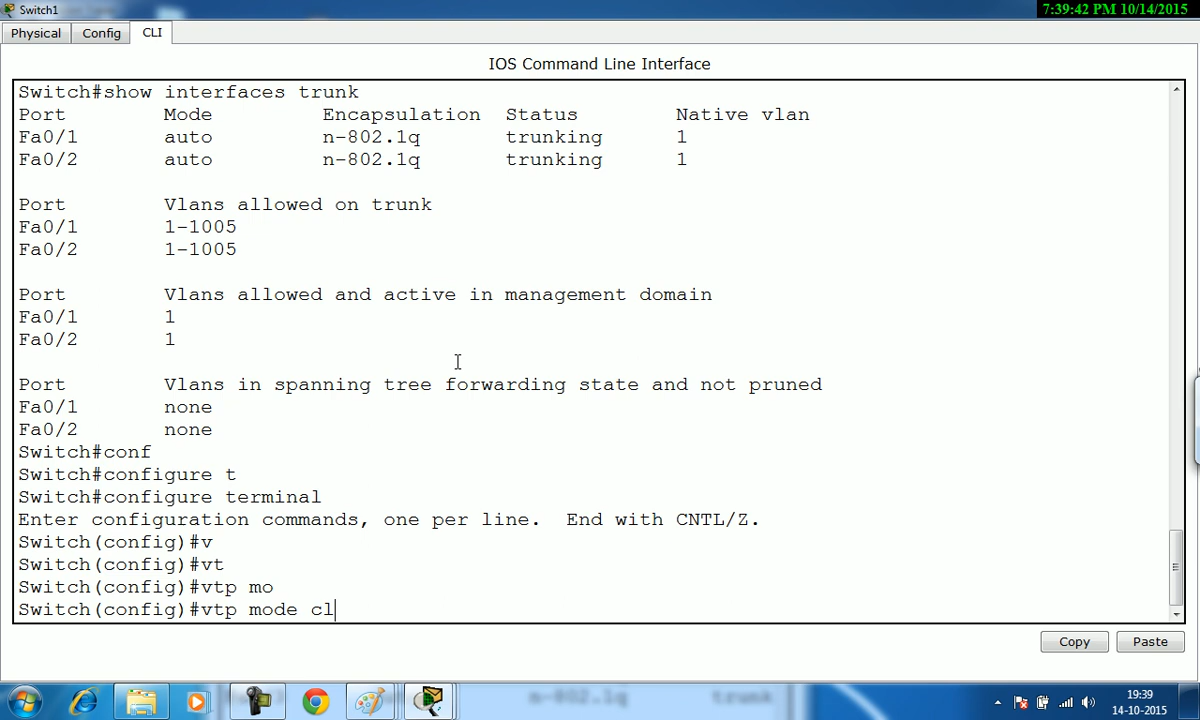 Switch1
7:39:42 PM 10/14/2015
Physical Config CLI
IOS Command Line Interface
Switch#show interfaces trunk
Port Mode Encapsulation Status Native vlan
Fa0/1 auto n-802.1q trunking 1
Fa0/2 auto n-802.1q trunking 1
Port Vlans allowed on trunk
Fa0/1 1-1005
Fa0/2 1-1005
Port Vlans allowed and active in management domain
Fa0/1 1
Fa0/2 1
Port Vlans in spanning tree forwarding state and not pruned
Fa0/1 none
Fa0/2 none
Switch#conf
Switch#configure t
Switch#configure terminal
Enter configuration commands, one per line. End with CNTL/Z.
Switch(config)#v
Switch(config)#vt
Switch(config)#vtp mo
Switch(config)#vtp mode cl
Copy Paste
n-802.1q trunk
19:39
14-10-2015